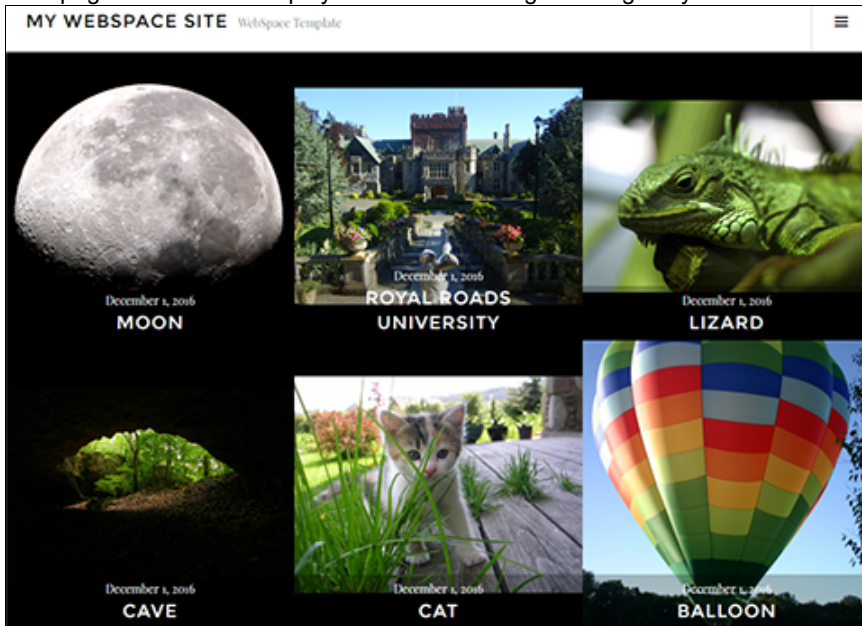 MY WEBSPACE SITE WebSpace Template
December 1, 2016
MOON
December 1, 2016
ROYAL ROADS
UNIVERSITY
December 1, 2016
LIZARD
December 1, 2016
CAVE
December 1, 2016
CAT
December 1, 2016
BALLOON